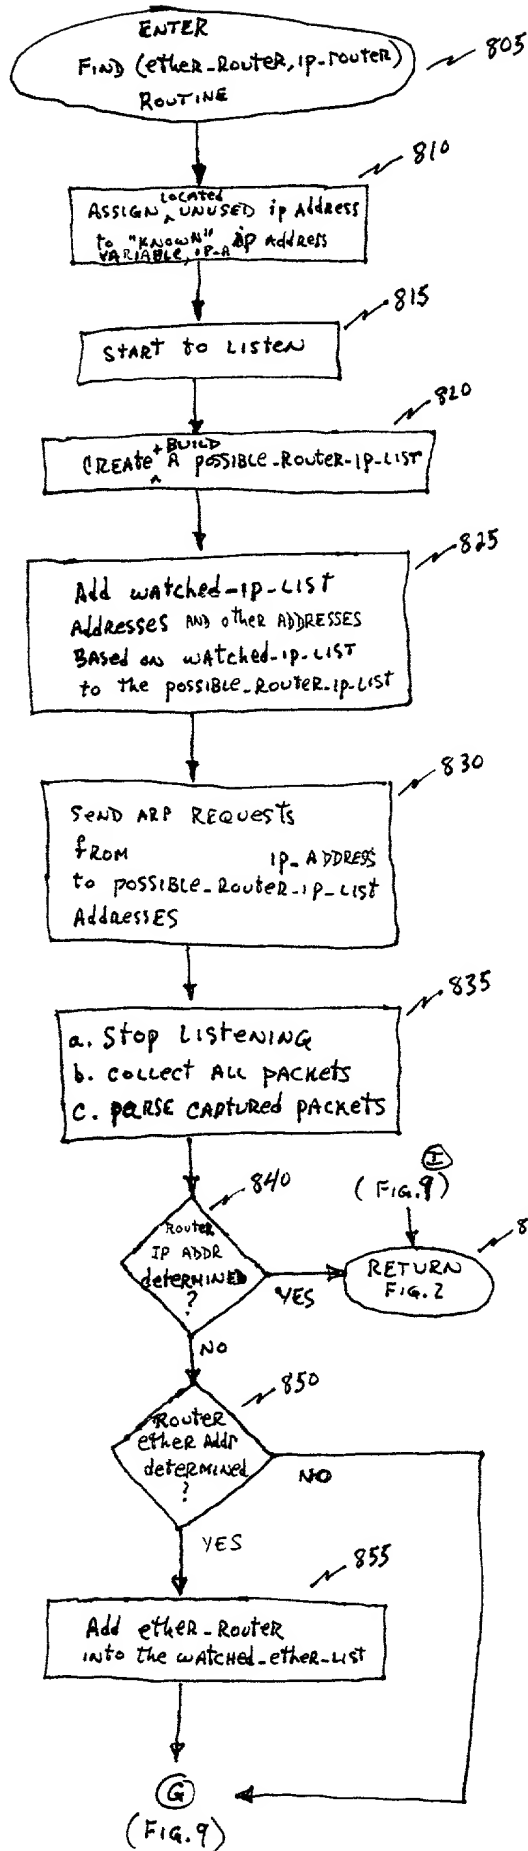 ENTER
FIND (ether_Router, ip_router)
ROUTINE
805
810
LOCATED
ASSIGN ^ UNUSED ip Address
to "KNOWN" ip Address
VARIABLE, IP_A
815
START to LISTEN
820
+ BUILD
CREATE ^ A POSSIBLE_ROUTER_IP_LIST
825
Add WATCHED_IP_LIST
Addresses AND other ADDRESSES
BASED ON WATCHED_IP_LIST
to the POSSIBLE_ROUTER_IP_LIST
830
SEND ARP REQUESTS
FROM ip_ADDRESS
to POSSIBLE_ROUTER_IP_LIST
ADDRESSES
835
a. STOP LISTENING
b. COLLECT ALL PACKETS
c. PARSE CAPTURED PACKETS
840
ROUTER
IP ADDR
determINED
?
YES
NO
I
(FIG. 9)
8
RETURN
FIG. 2
850
ROUTER
ether Addr
determINED
?
NO
YES
855
Add ether_ROUTER
INTO the WATCHED_ether_LIST
G
(FIG. 9)